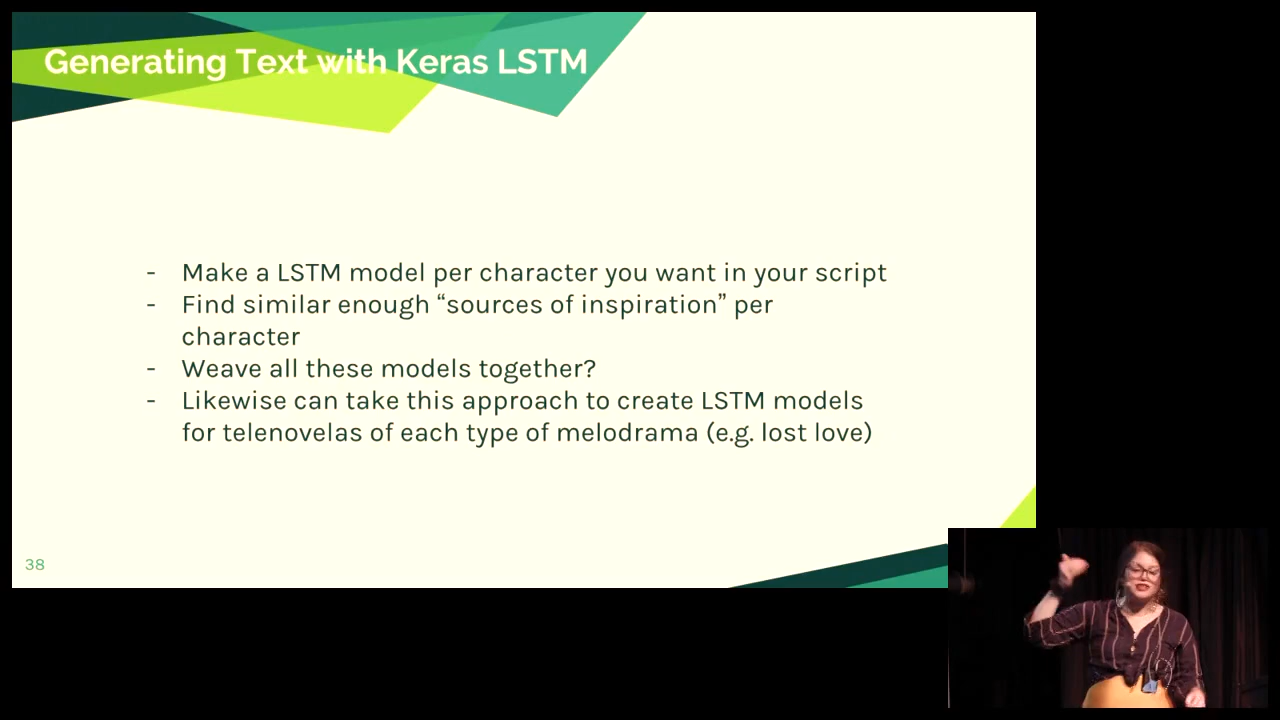 Generating Text with Keras LSTM
- Make a LSTM model per character you want in your script
- Find similar enough “sources of inspiration” per
character
- Weave all these models together?
- Likewise can take this approach to create LSTM models
for telenovelas of each type of melodrama (e.g. lost love)
38